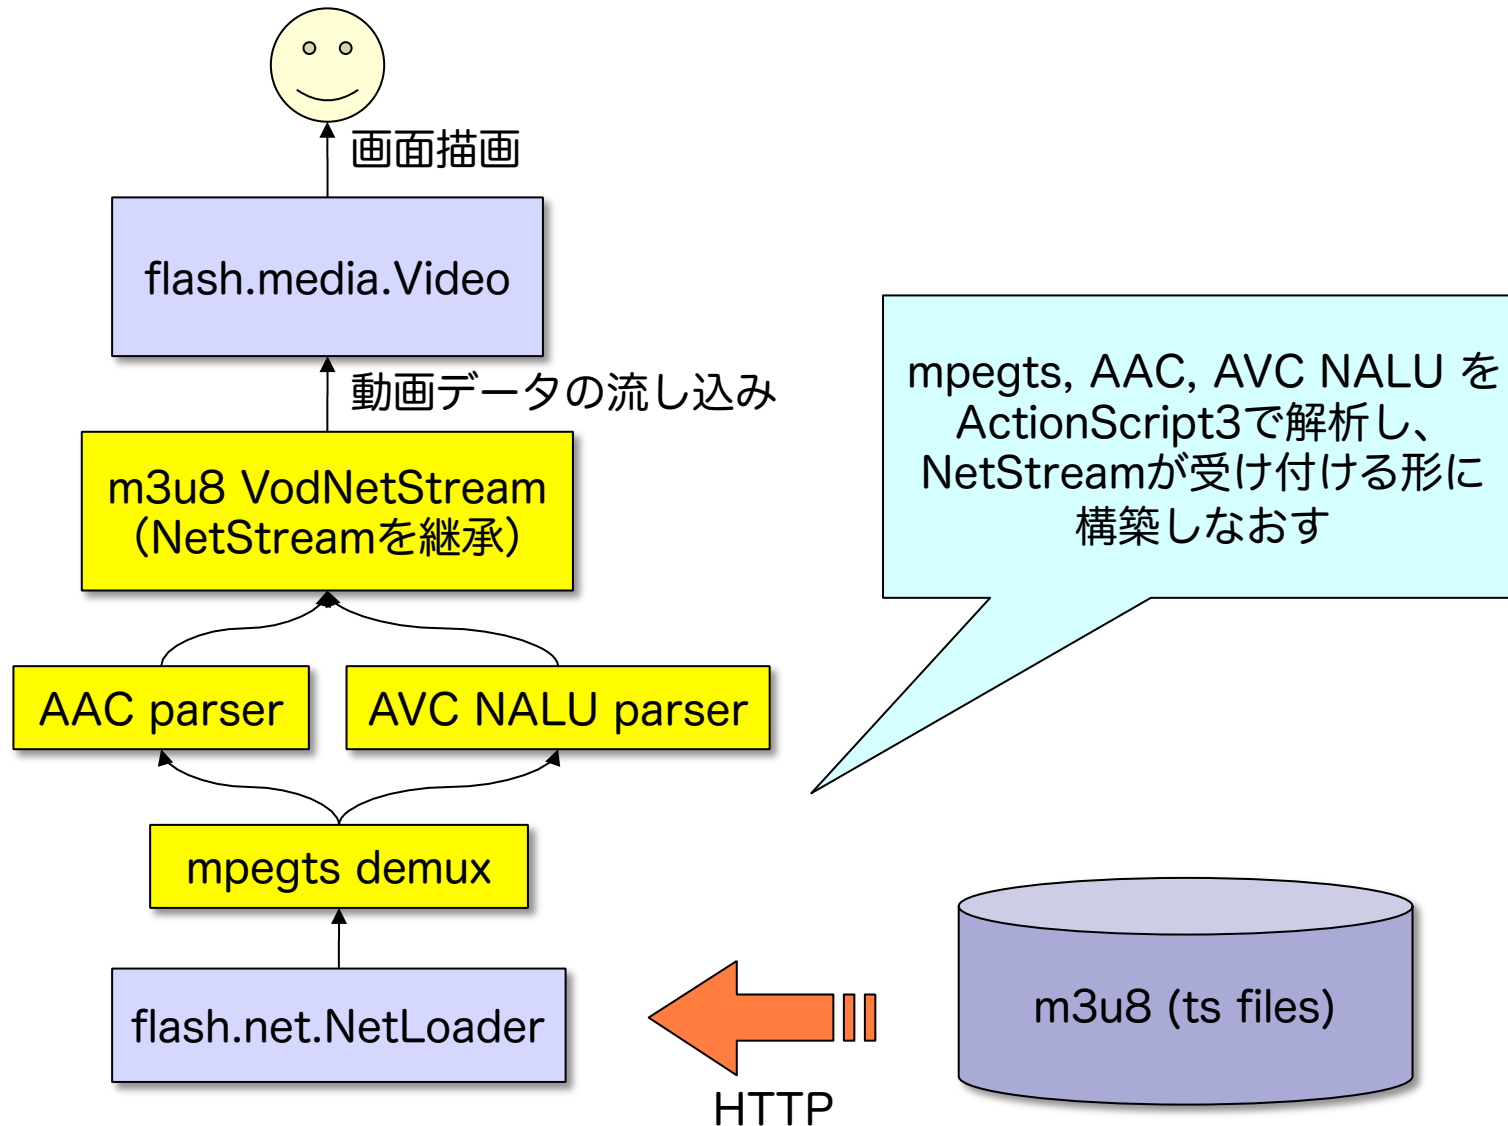 画面描画
flash.media.Video
動画データの流し込み
m3u8 VodNetStream
（NetStreamを継承）
mpegts, AAC, AVC NALU を
ActionScript3で解析し、
NetStreamが受け付ける形に
構築しなおす
AAC parser
AVC NALU parser
mpegts demux
flash.net.NetLoader
HTTP
m3u8 (ts files)